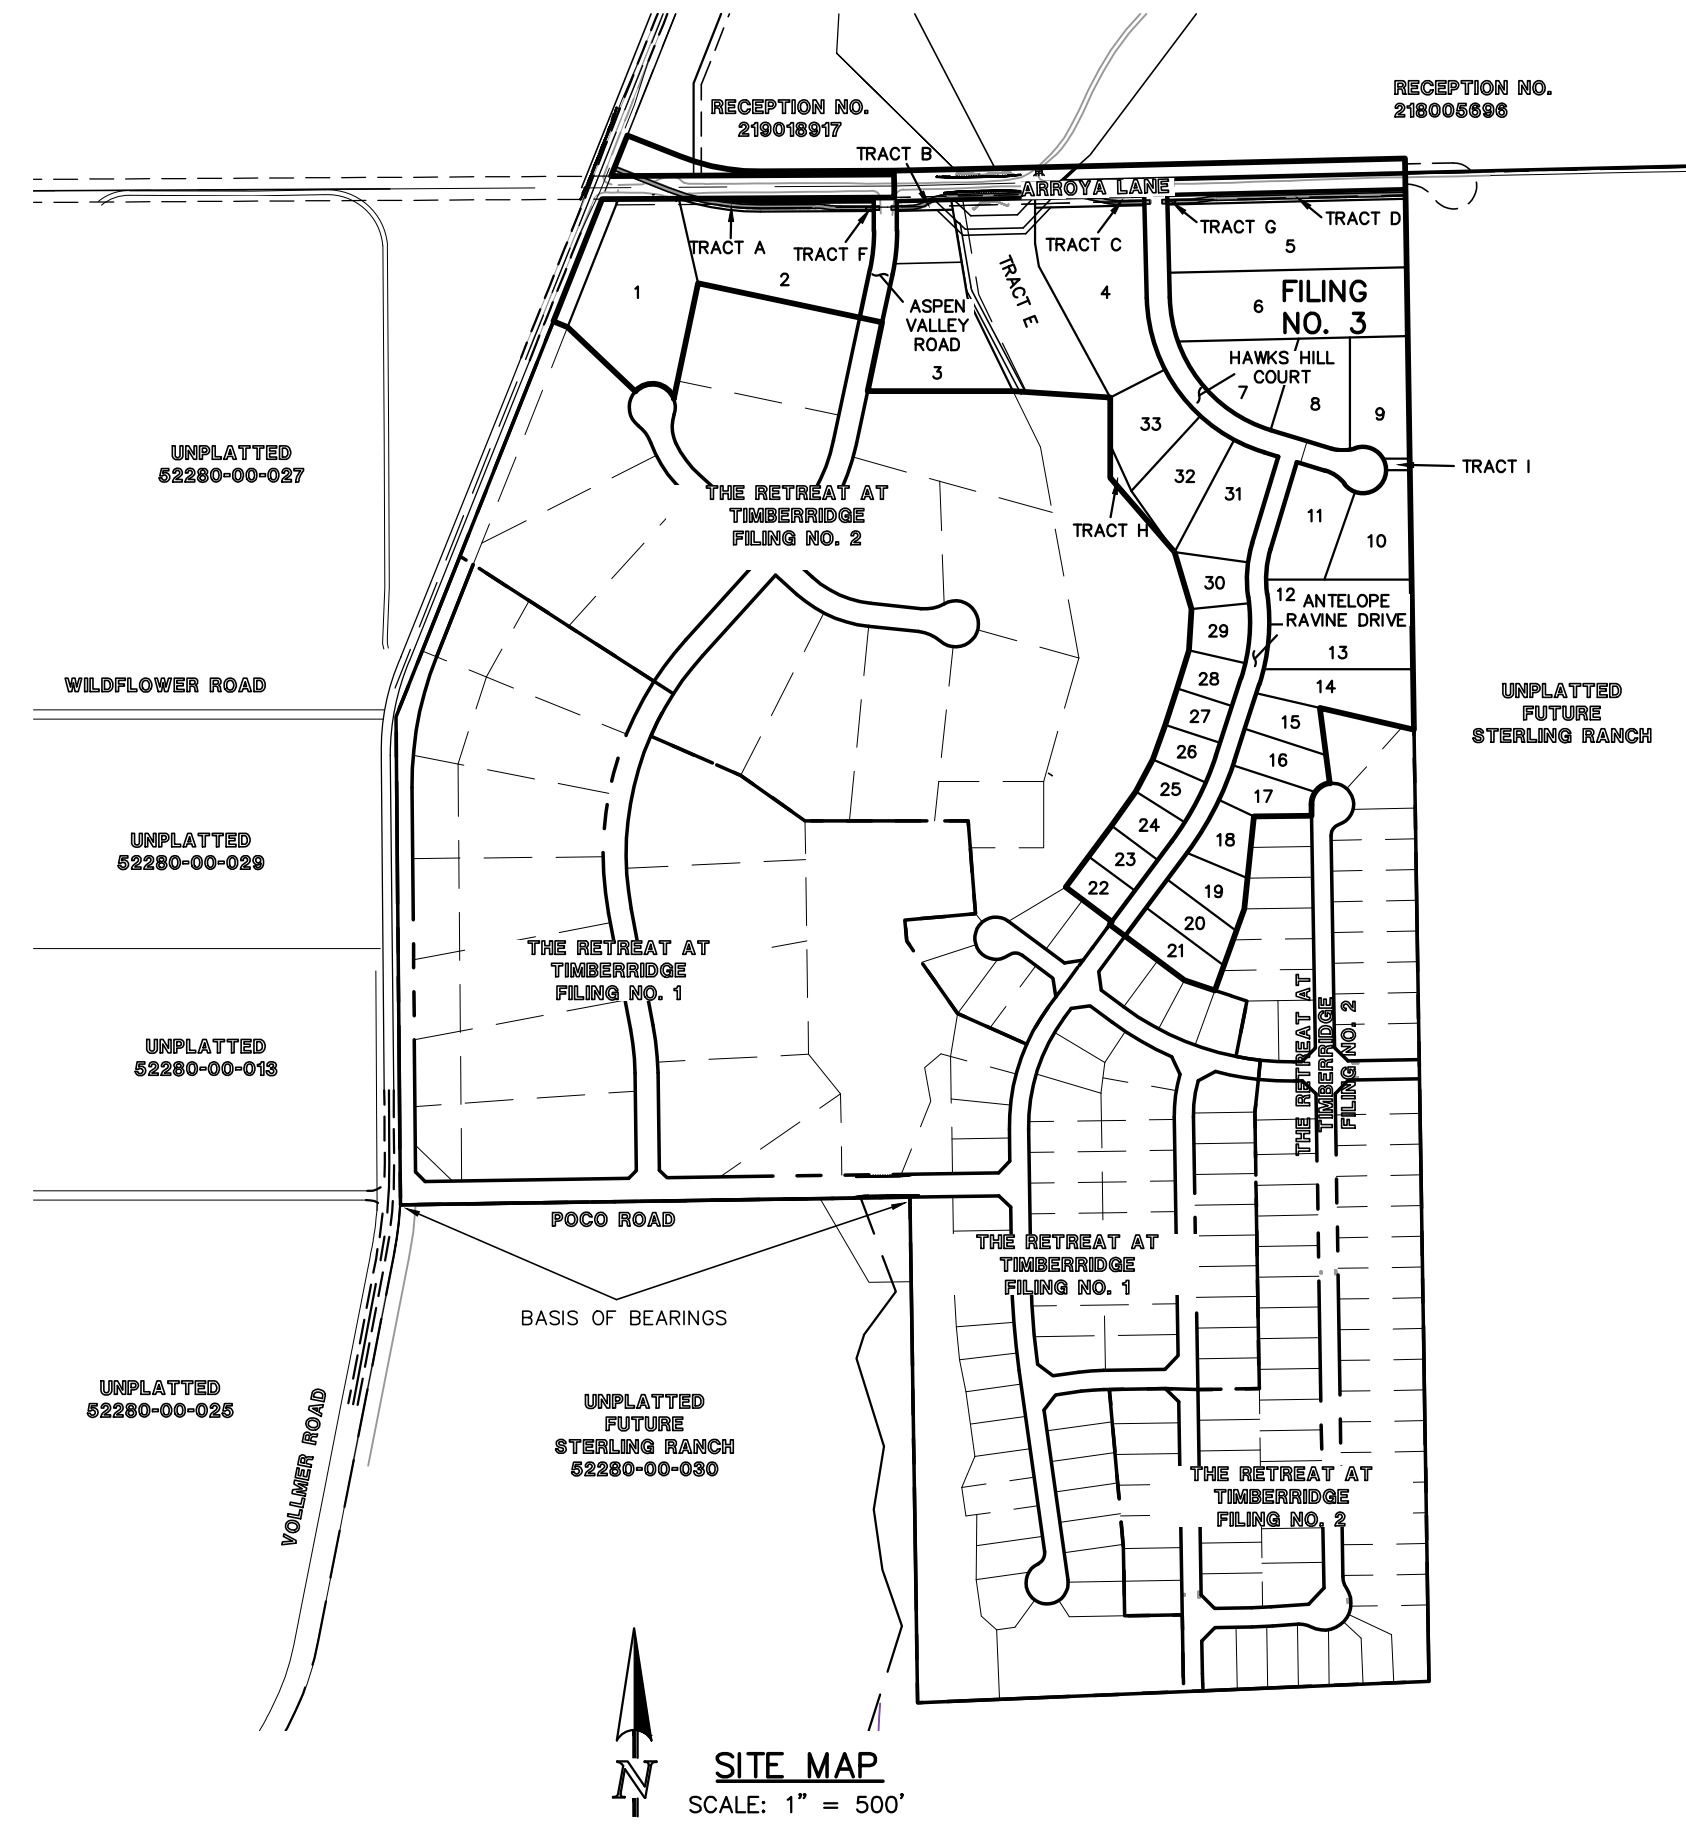 RECEPTION NO.
219018917
RECEPTION NO.
218005696
TRACT B
ARROYA LANE
TRACT A
TRACT F
TRACT C
TRACT G
TRACT D
TRACT E
1
2
3
4
5
6
FILING
NO. 3
ASPEN
VALLEY
ROAD
HAWKS HILL
COURT
7
8
9
33
32
31
TRACT I
TRACT H
11
10
UNPLATTED
52280-00-027
THE RETREAT AT
TIMBERRIDGE
FILING NO. 2
30
12
ANTELOPE
RAVINE DRIVE
29
13
28
14
27
15
26
16
25
17
24
18
23
22
19
20
21
WILDFLOWER ROAD
UNPLATTED
FUTURE
STERLING RANCH
UNPLATTED
52280-00-029
THE RETREAT AT
TIMBERRIDGE
FILING NO. 1
UNPLATTED
52280-00-013
THE RETREAT AT
TIMBERRIDGE
FILING NO. 2
POCO ROAD
THE RETREAT AT
TIMBERRIDGE
FILING NO. 1
BASIS OF BEARINGS
UNPLATTED
52280-00-025
VOLLMER ROAD
UNPLATTED
FUTURE
STERLING RANCH
52280-00-030
THE RETREAT AT
TIMBERRIDGE
FILING NO. 2
N
SITE MAP
SCALE: 1" = 500'